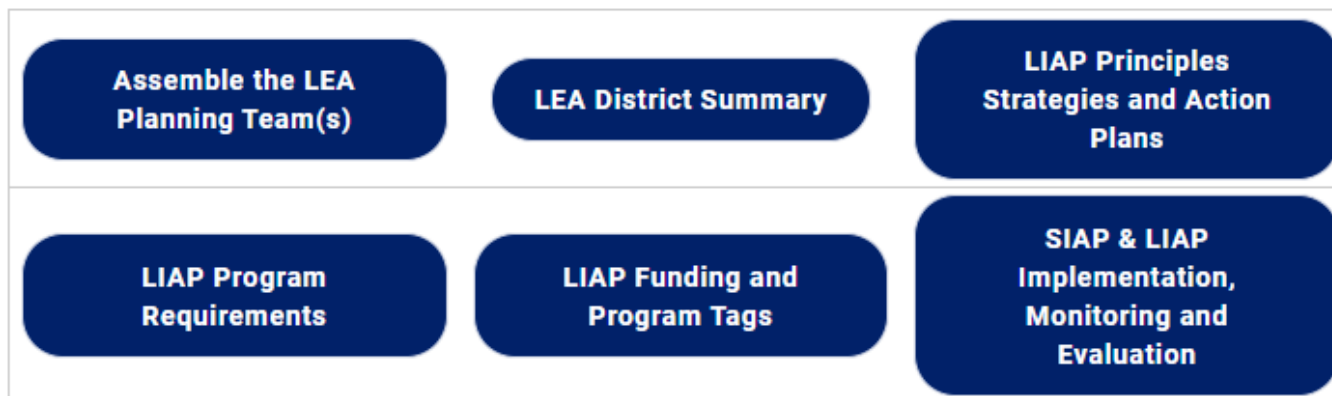 Assemble the LEA
Planning Team(s)
LEA District Summary
LIAP Principles
Strategies and Action
Plans
LIAP Program
Requirements
LIAP Funding and
Program Tags
SIAP & LIAP
Implementation,
Monitoring and
Evaluation